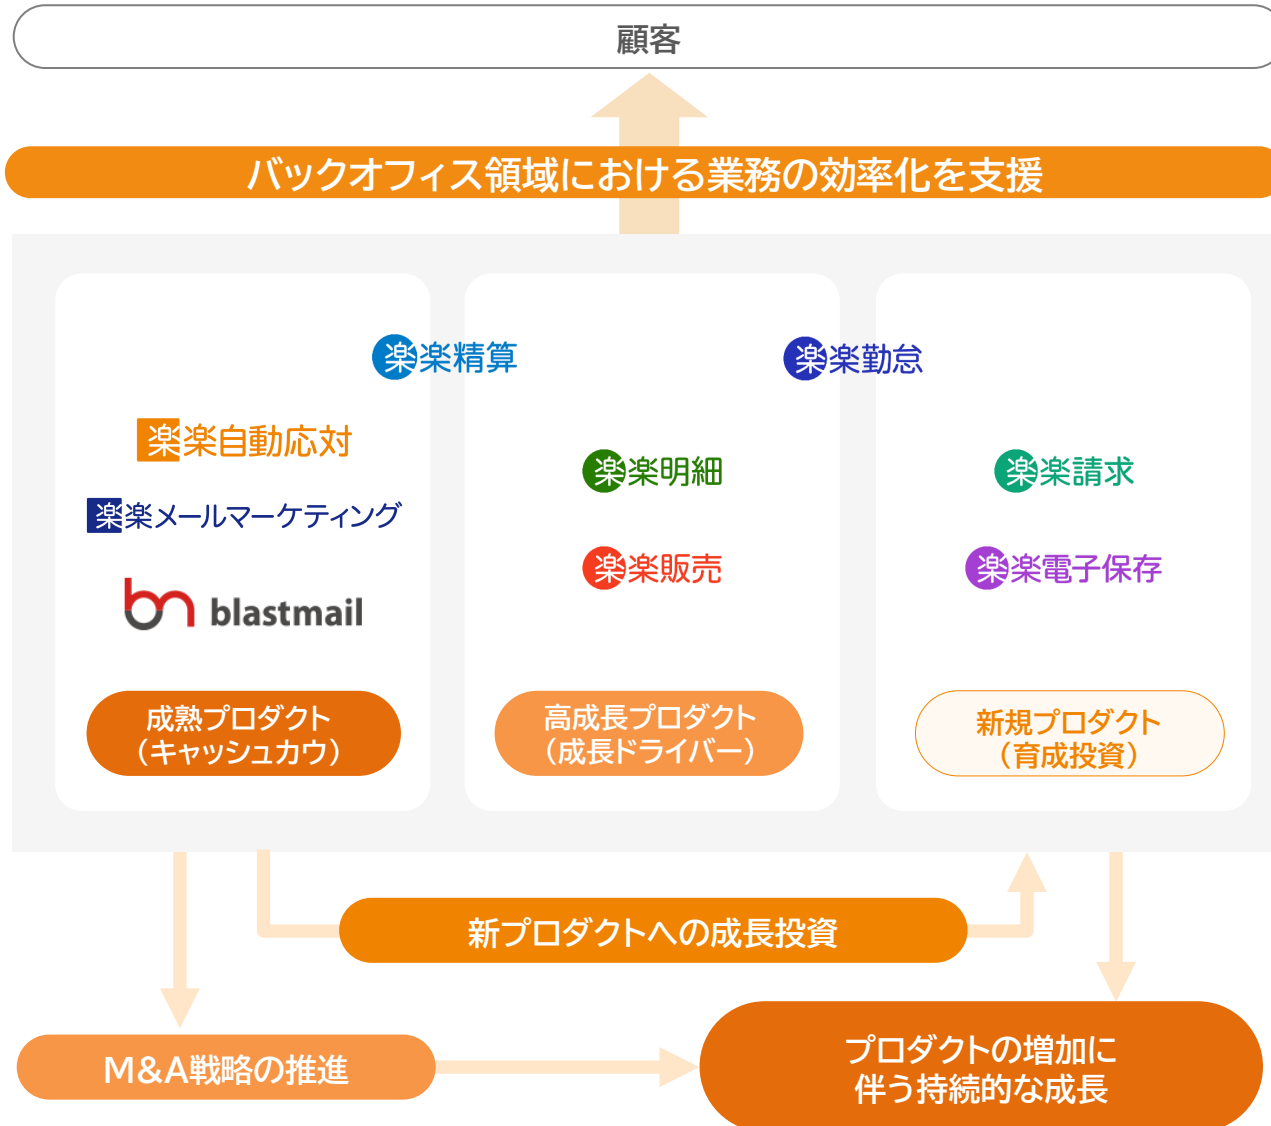 顧客
バックオフィス領域における業務の効率化を支援
楽楽精算
楽楽勤怠
楽楽自動応対
楽楽メールマーケティング
bm blastmail
楽楽明細
楽楽販売
楽楽請求
楽楽電子保存
成熟プロダクト
（キャッシュカウ）
高成長プロダクト
（成長ドライバー）
新規プロダクト
（育成投資）
新プロダクトへの成長投資
M&A戦略の推進
プロダクトの増加に
伴う持続的な成長